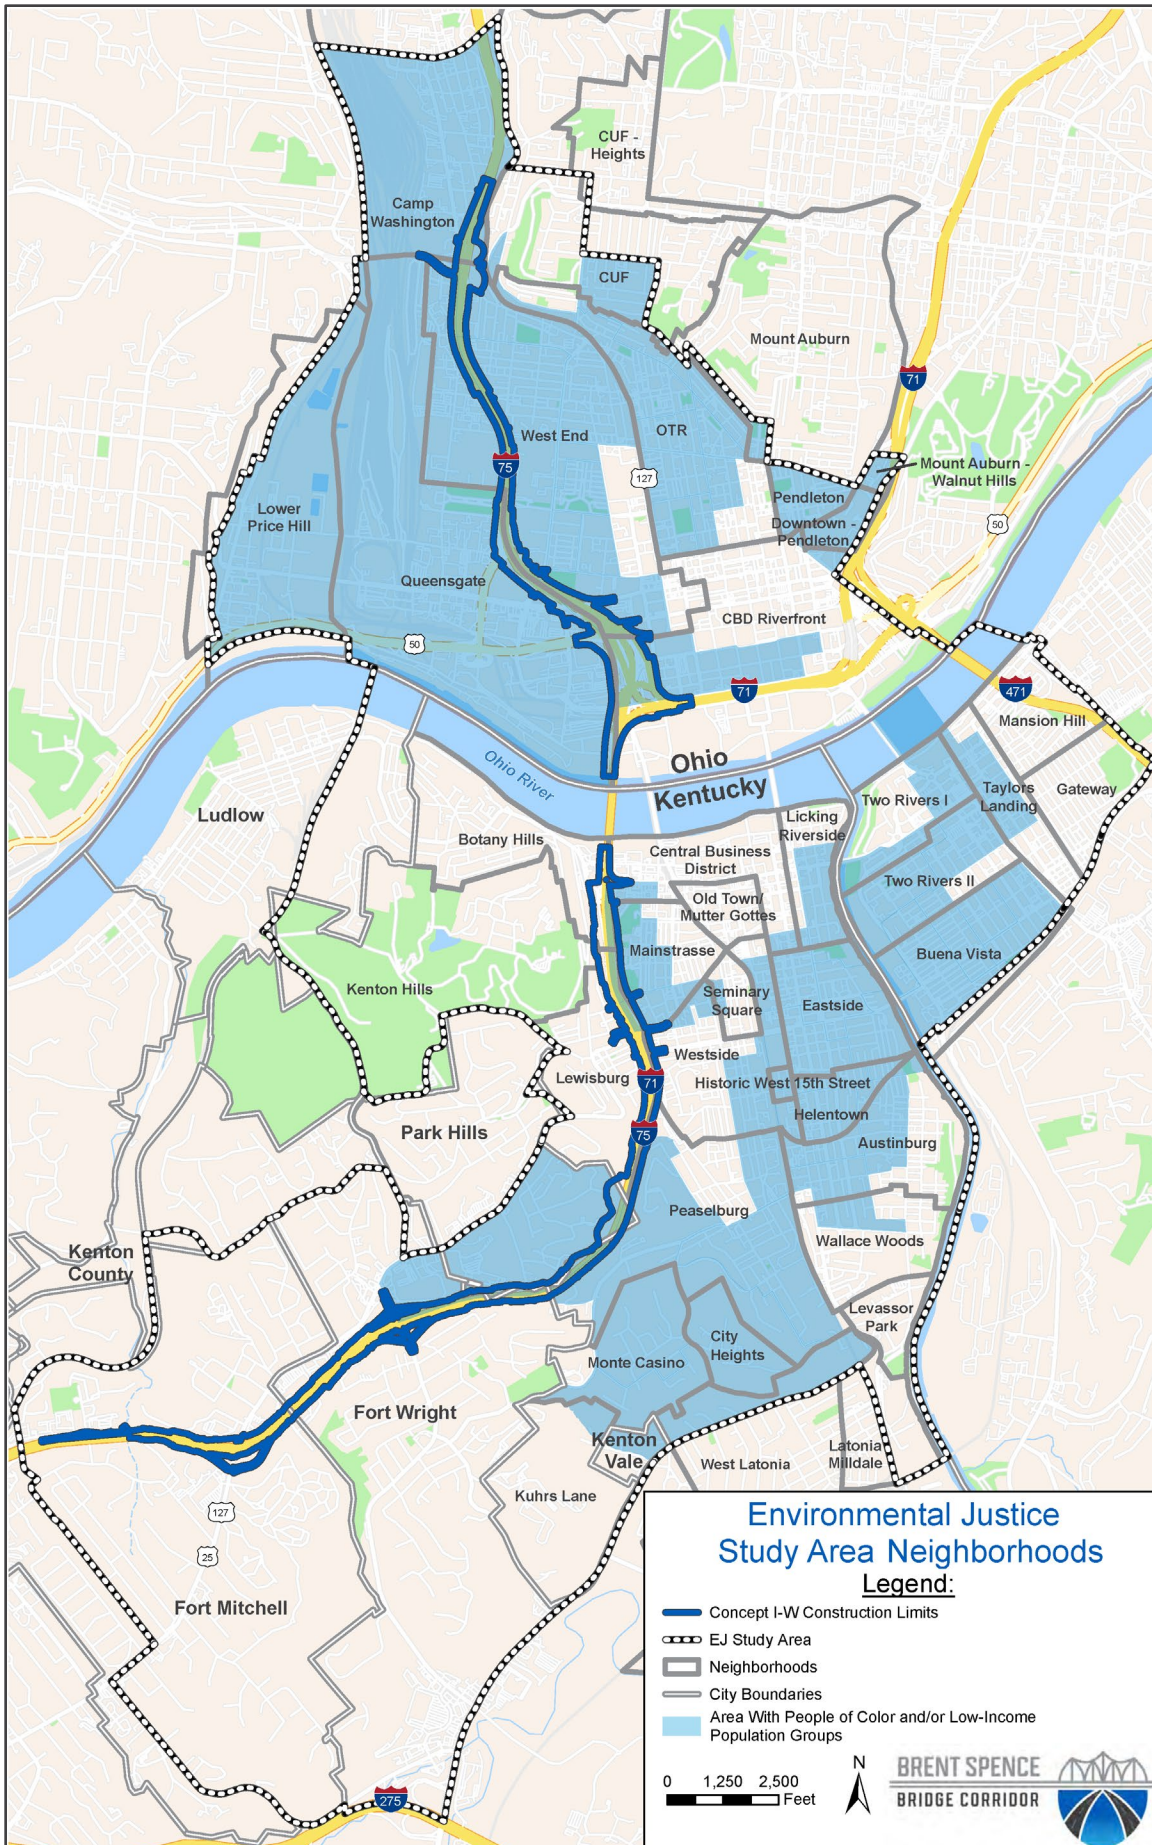 CUF -
Heights
Camp
Washington
CUF
Mount Auburn
71
West End
OTR
75
127
Mount Auburn -
Walnut Hills
Pendleton
Lower
Price Hill
50
Downtown -
Pendleton
Queensgate
CBD Riverfront
50
71
471
Mansion Hill
Ohio River
Ohio
Kentucky
Two Rivers I
Taylors
Landing
Gateway
Ludlow
Licking
Riverside
Botany Hills
Central Business
District
Two Rivers II
Old Town/
Mutter Gottes
Mainstrasse
Buena Vista
Kenton Hills
Seminary
Square
Eastside
Westside
Lewisburg
71
Historic West 15th Street
Helentown
Park Hills
75
Austinburg
Peaselburg
Kenton
County
Wallace Woods
Levassor
Park
City
Heights
Monte Casino
Fort Wright
Kenton
Vale
Latonia
Milldale
West Latonia
Kuhrs Lane
127
25
Fort Mitchell
275
Environmental Justice
Study Area Neighborhoods
Legend:
Concept I-W Construction Limits
EJ Study Area
Neighborhoods
City Boundaries
Area With People of Color and/or Low-Income
Population Groups
0 1,250 2,500
Feet
N
BRENT SPENCE
BRIDGE CORRIDOR